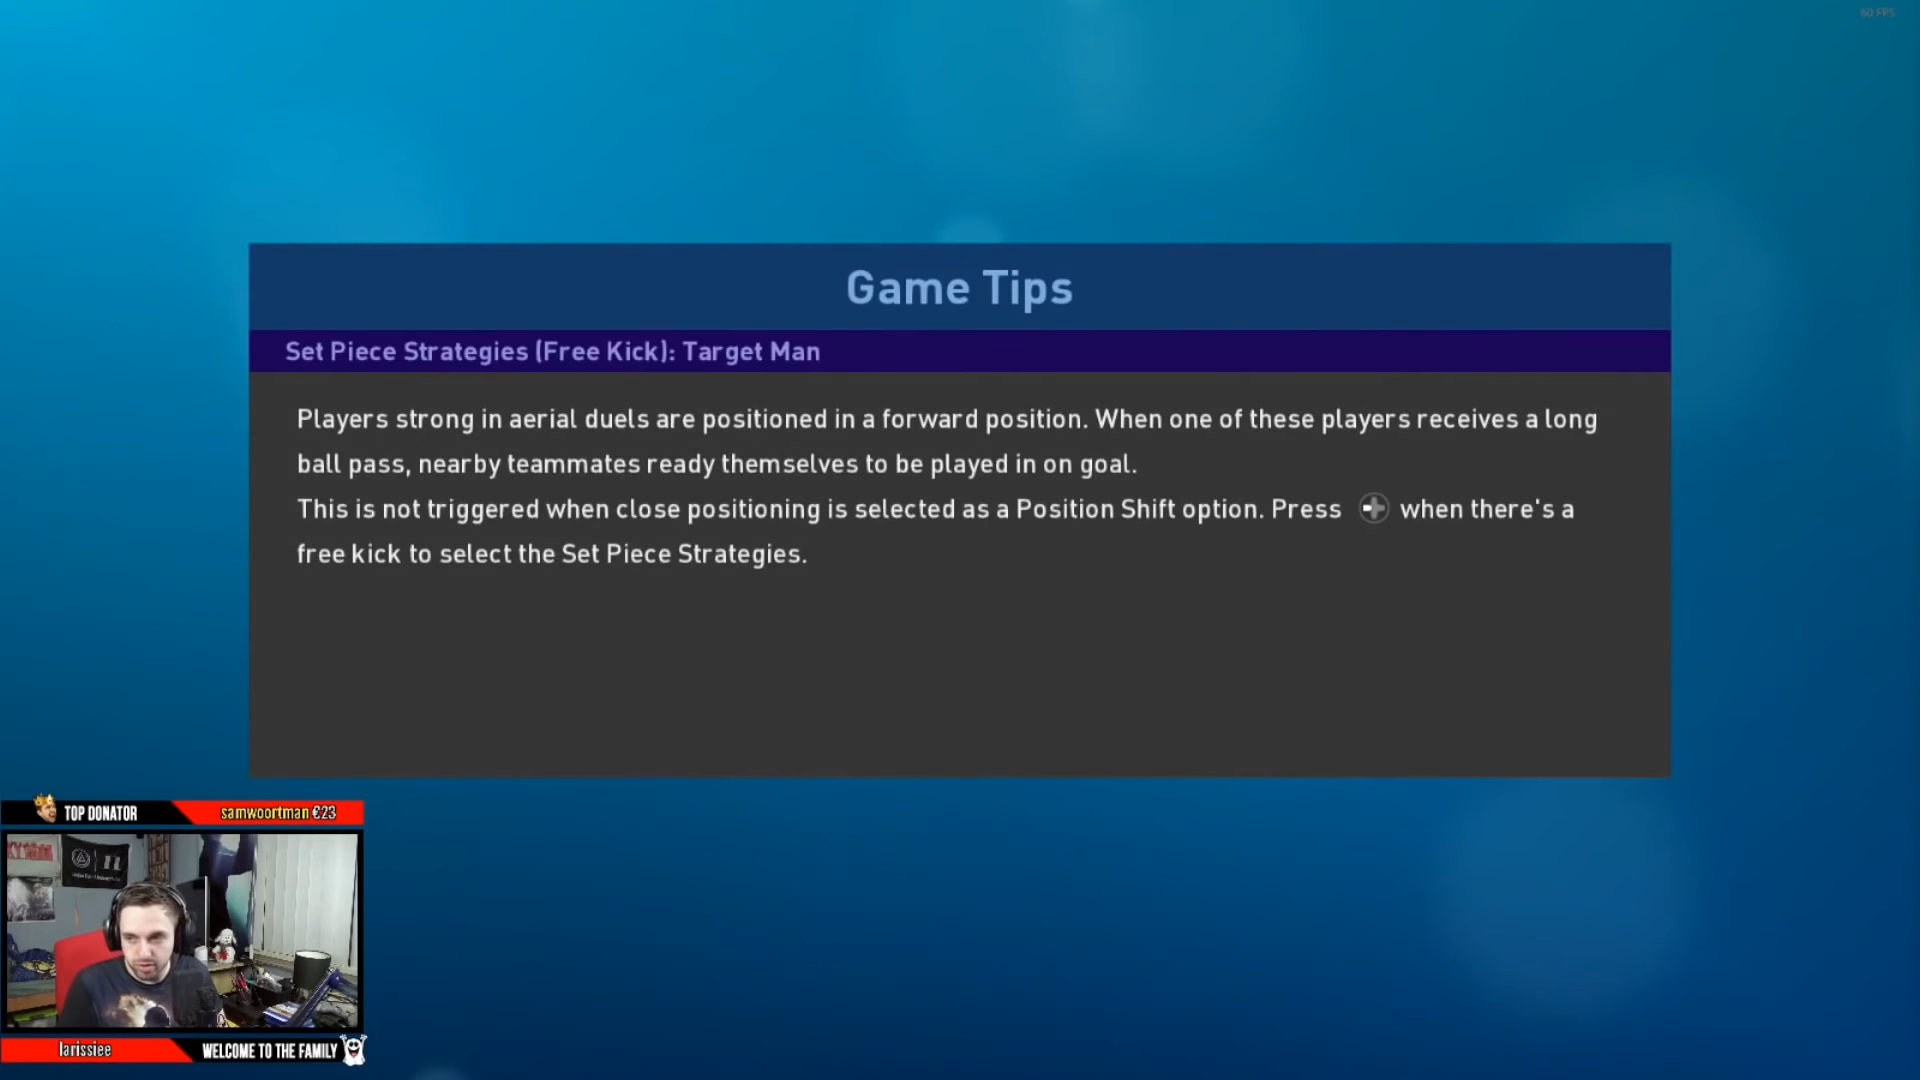 60 FPS
Game Tips
Set Piece Strategies (Free Kick): Target Man
Players strong in aerial duels are positioned in a forward position. When one of these players receives a long
ball pass, nearby teammates ready themselves to be played in on goal.
This is not triggered when close positioning is selected as a Position Shift option. Press when there's a
free kick to select the Set Piece Strategies.
TOP DONATOR
samwoortman €23
larissiee
WELCOME TO THE FAMILY